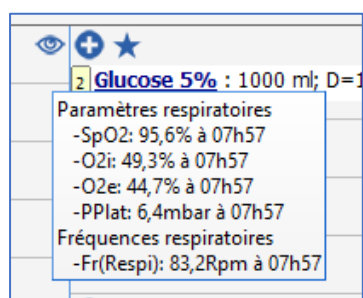 2 Glucose 5% : 1000 ml; D=1
Paramètres respiratoires
-SpO2: 95,6% à 07h57
-O2i: 49,3% à 07h57
-O2e: 44,7% à 07h57
-PPlat: 6,4mbar à 07h57
Fréquences respiratoires
-Fr(Respi): 83,2Rpm à 07h57